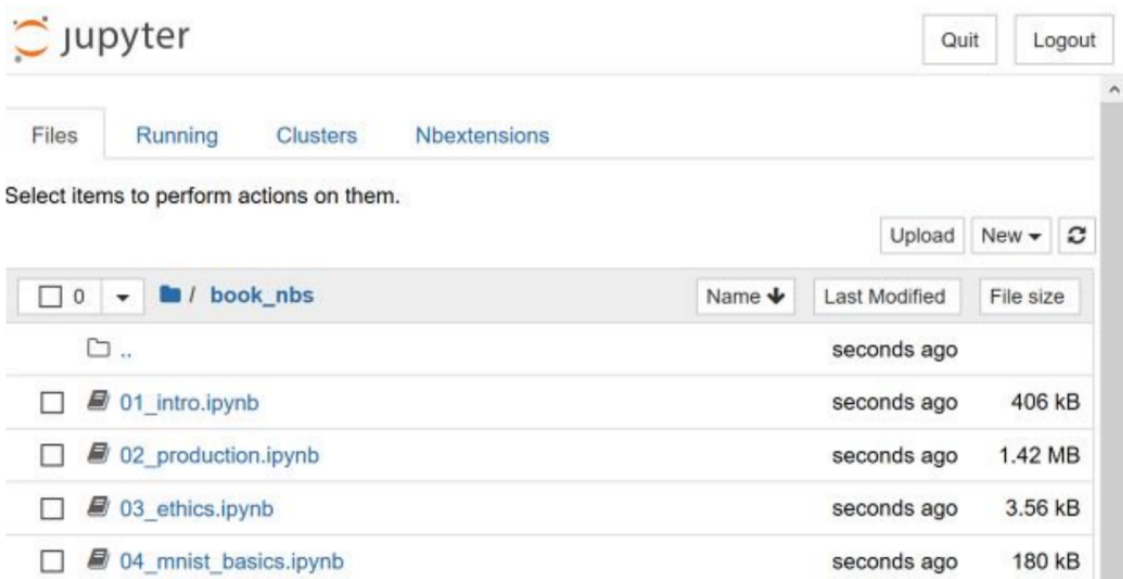 jupyter
Quit Logout
Files Running Clusters Nbextensions
Select items to perform actions on them.
Upload New
0 / book_nbs Name Last Modified File size
.. seconds ago
01_intro.ipynb seconds ago 406 kB
02_production.ipynb seconds ago 1.42 MB
03_ethics.ipynb seconds ago 3.56 kB
04_mnist_basics.ipynb seconds ago 180 kB